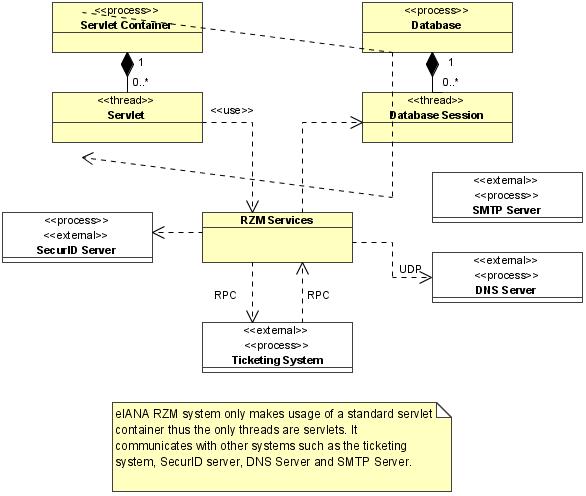 <<process>>
Servlet Container
<<process>>
Database
1
0..*
1
0..*
<<thread>>
Servlet
<<use>>
<<thread>>
Database Session
<<external>>
<<process>>
SMTP Server
<<process>>
<<external>>
SecurID Server
RZM Services
<<external>>
<<process>>
DNS Server
UDP
RPC
RPC
<<external>>
<<process>>
Ticketing System
eIANA RZM system only makes usage of a standard servlet
container thus the only threads are servlets. It
communicates with other systems such as the ticketing
system, SecurID server, DNS Server and SMTP Server.